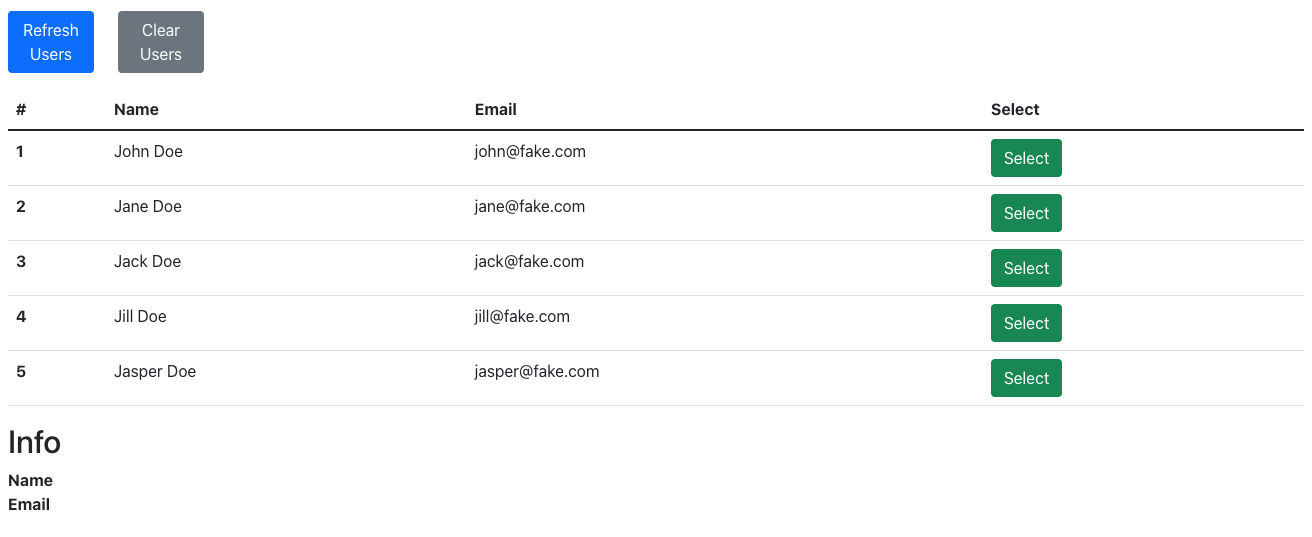 Refresh Users
Clear Users
# Name Email Select
1 John Doe john@fake.com Select
2 Jane Doe jane@fake.com Select
3 Jack Doe jack@fake.com Select
4 Jill Doe jill@fake.com Select
5 Jasper Doe jasper@fake.com Select
Info
Name
Email